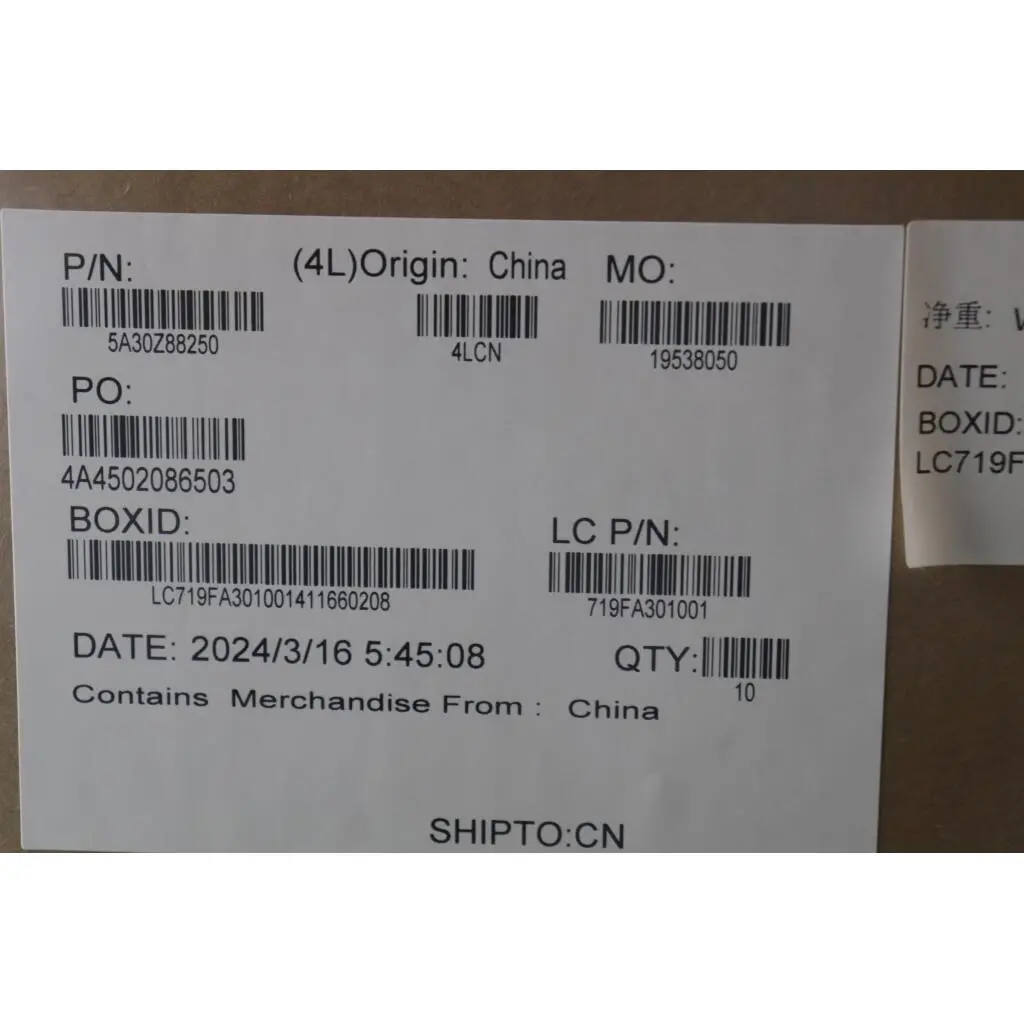 P/N: (4L)Origin: China MO:
5A30Z88250 4LCN 19538050
PO:
4A4502086503
BOXID: LC P/N:
LC719FA301001411660208 719FA301001
DATE: 2024/3/16 5:45:08 QTY:
10
Contains Merchandise From : China
SHIPTO:CN
净重:
DATE:
BOXID:
LC719F